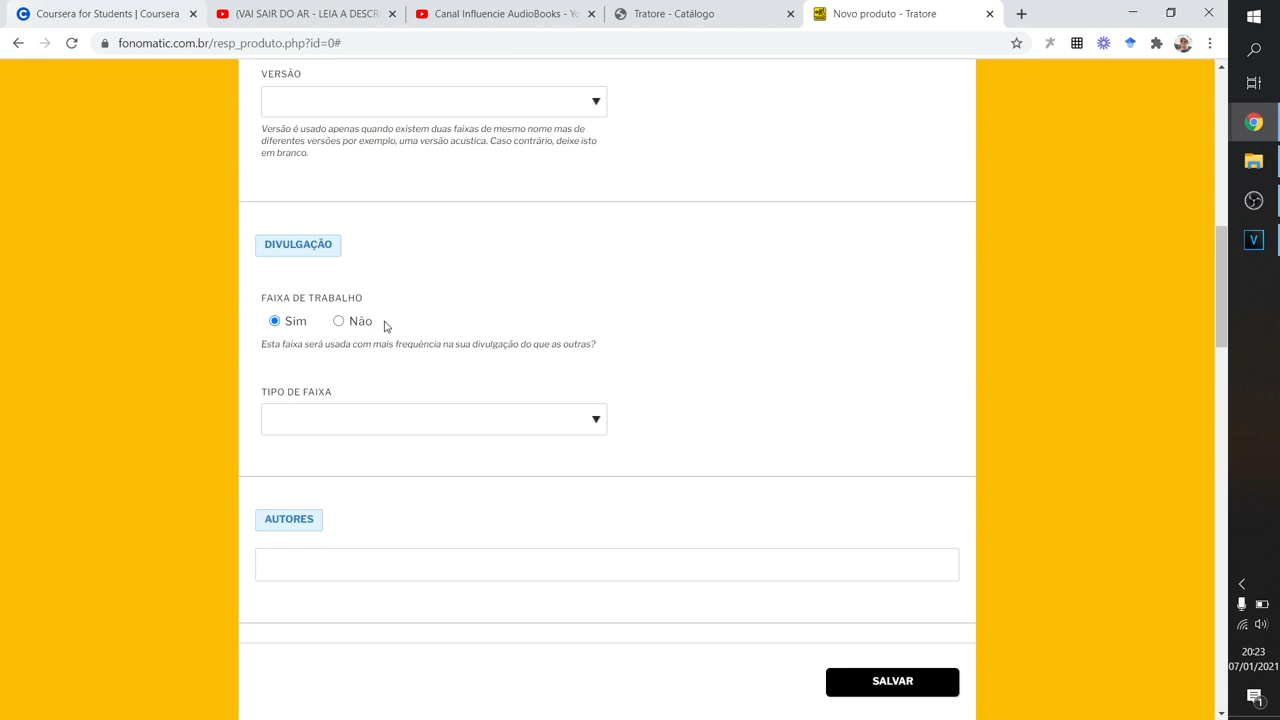 Coursera for Students | Coursera
(VAI SAIR DO AR - LEIA A DESCR
Canal Influencie AudioBooks - Yo
Tratore - Catálogo
Novo produto - Tratore
fonomatic.com.br/resp_produto.php?id=0#
VERSÃO
Versão é usado apenas quando existem duas faixas de mesmo nome mas de
diferentes versões por exemplo, uma versão acustica. Caso contrário, deixe isto
em branco.
DIVULGAÇÃO
FAIXA DE TRABALHO
Sim Não
Esta faixa será usada com mais frequência na sua divulgação do que as outras?
TIPO DE FAIXA
AUTORES
SALVAR
V
20:23
07/01/2021
1